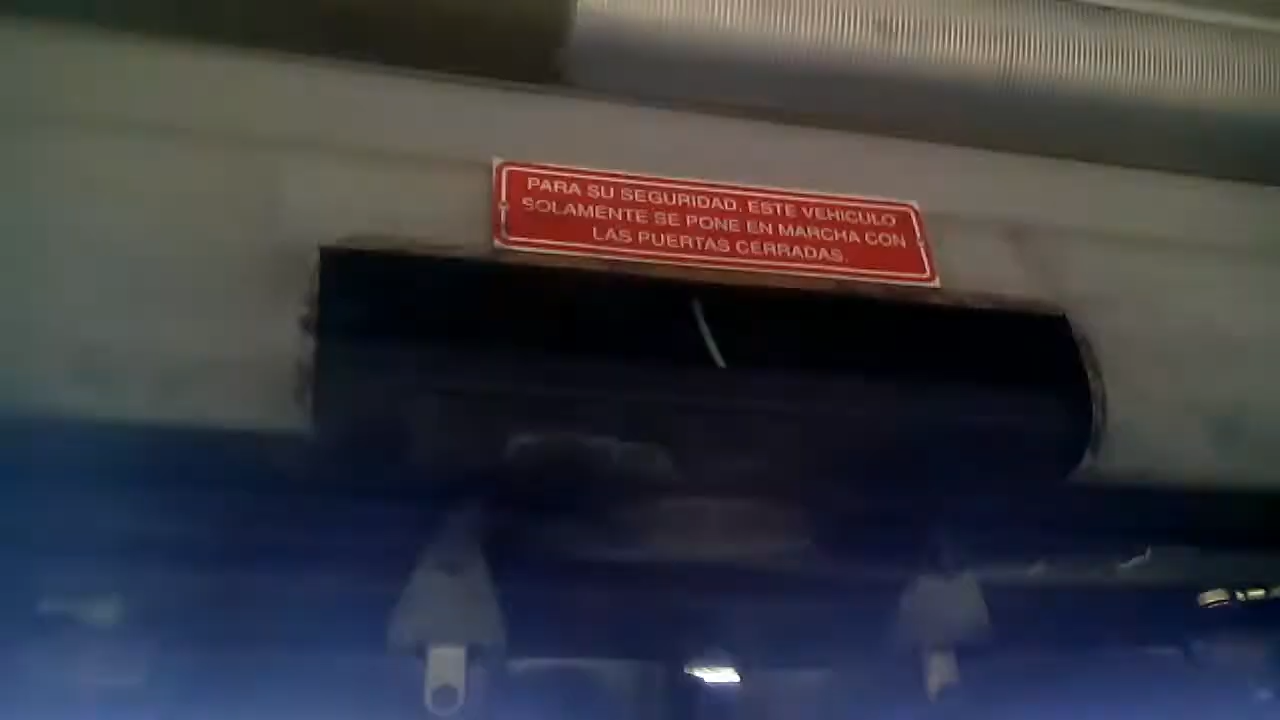 PARA SU SEGURIDAD, ESTE VEHICULO
SOLAMENTE SE PONE EN MARCHA CON
LAS PUERTAS CERRADAS.